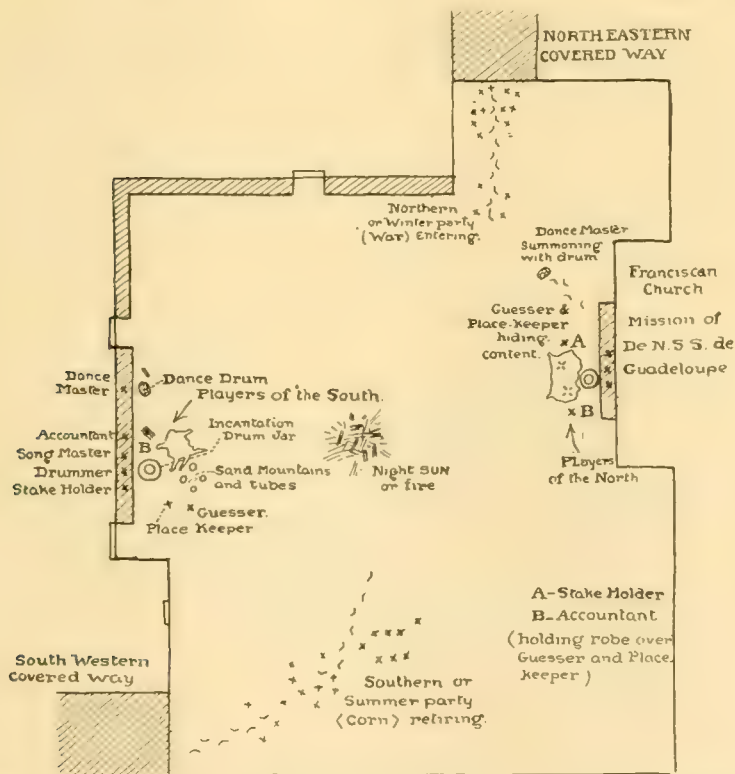 NORTH EASTERN
COVERED WAY
Northern
or Winter party
(War) Entering.
Dance Master
Summoning
with drum
Franciscan
Church
Mission of
De N.S S. de
Guadeloupe
Guesser &
Place-Keeper
hiding
content.
A
B
Players
of the North
Dance
Master
Dance Drum
Players of the South.
Accountant
Song Master
Drummer
Stake Holder
B
Incantation
Drum Jar
Sand Mountains
and tubes
Guesser.
Place Keeper
Night SUN
or fire
A-Stake Holder
B-Accountant
(holding robe over
Guesser and Place
keeper)
South Western
Covered Way
Southern or
Summer party
(Corn) retiring.